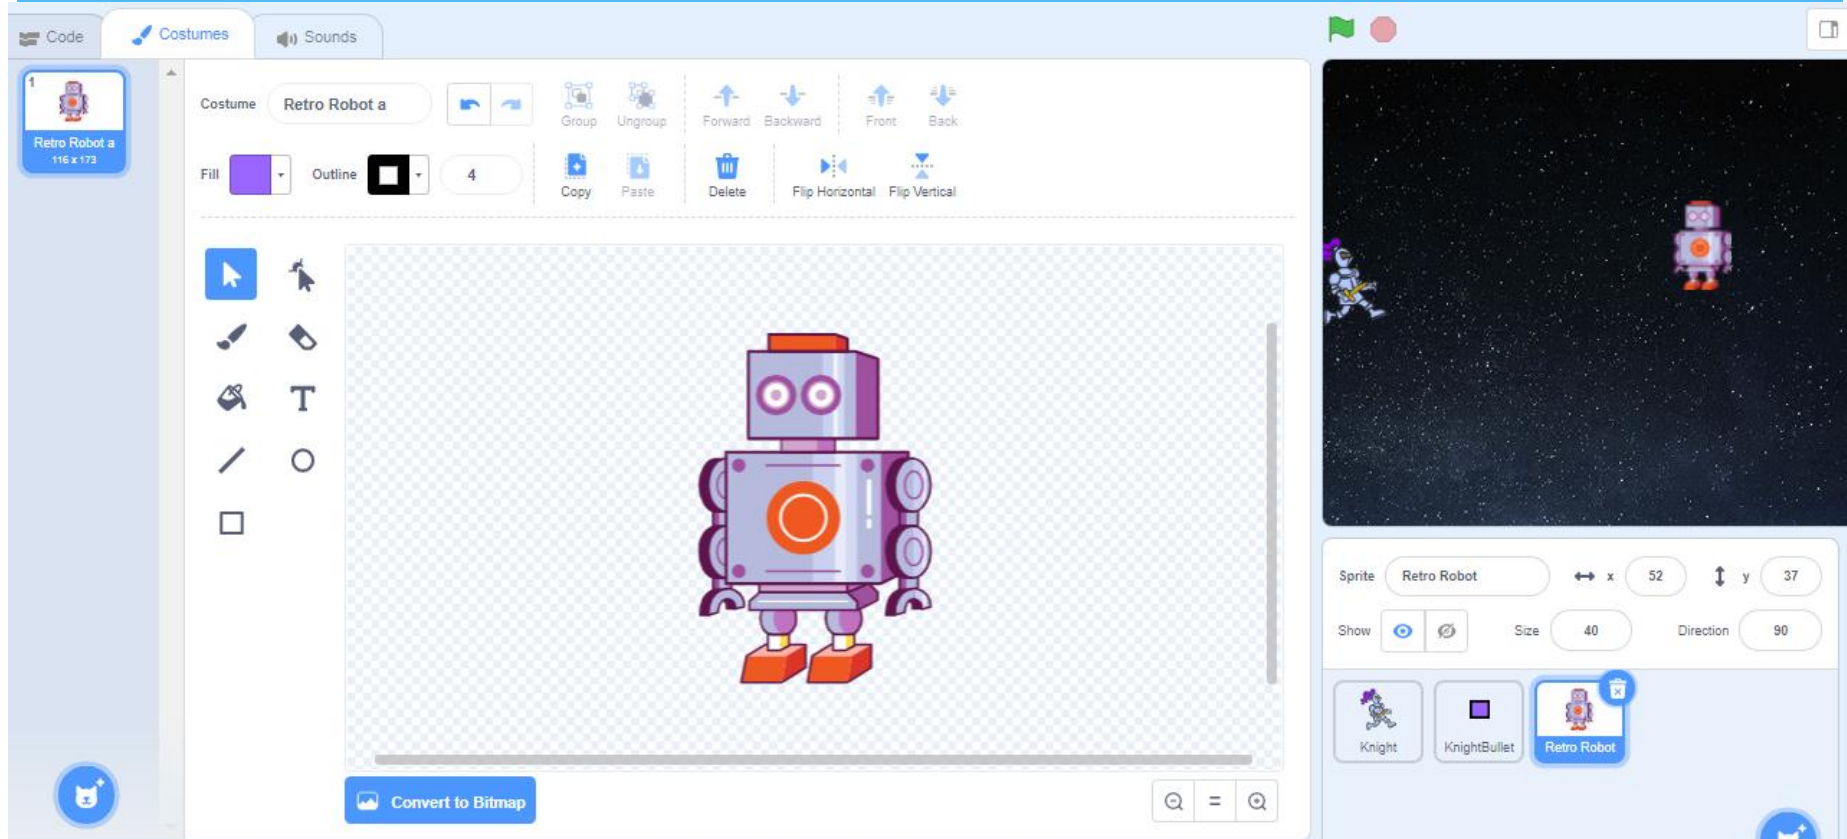 Code
Costumes
Sounds
1
Retro Robot a
116 x 173
Costume
Retro Robot a
Group
Ungroup
Forward
Backward
Front
Back
Fill
Outline
4
Copy
Paste
Delete
Flip Horizontal
Flip Vertical
T
Convert to Bitmap
=
Sprite
Retro Robot
x
52
y
37
Show
Size
40
Direction
90
Knight
KnightBullet
Retro Robot